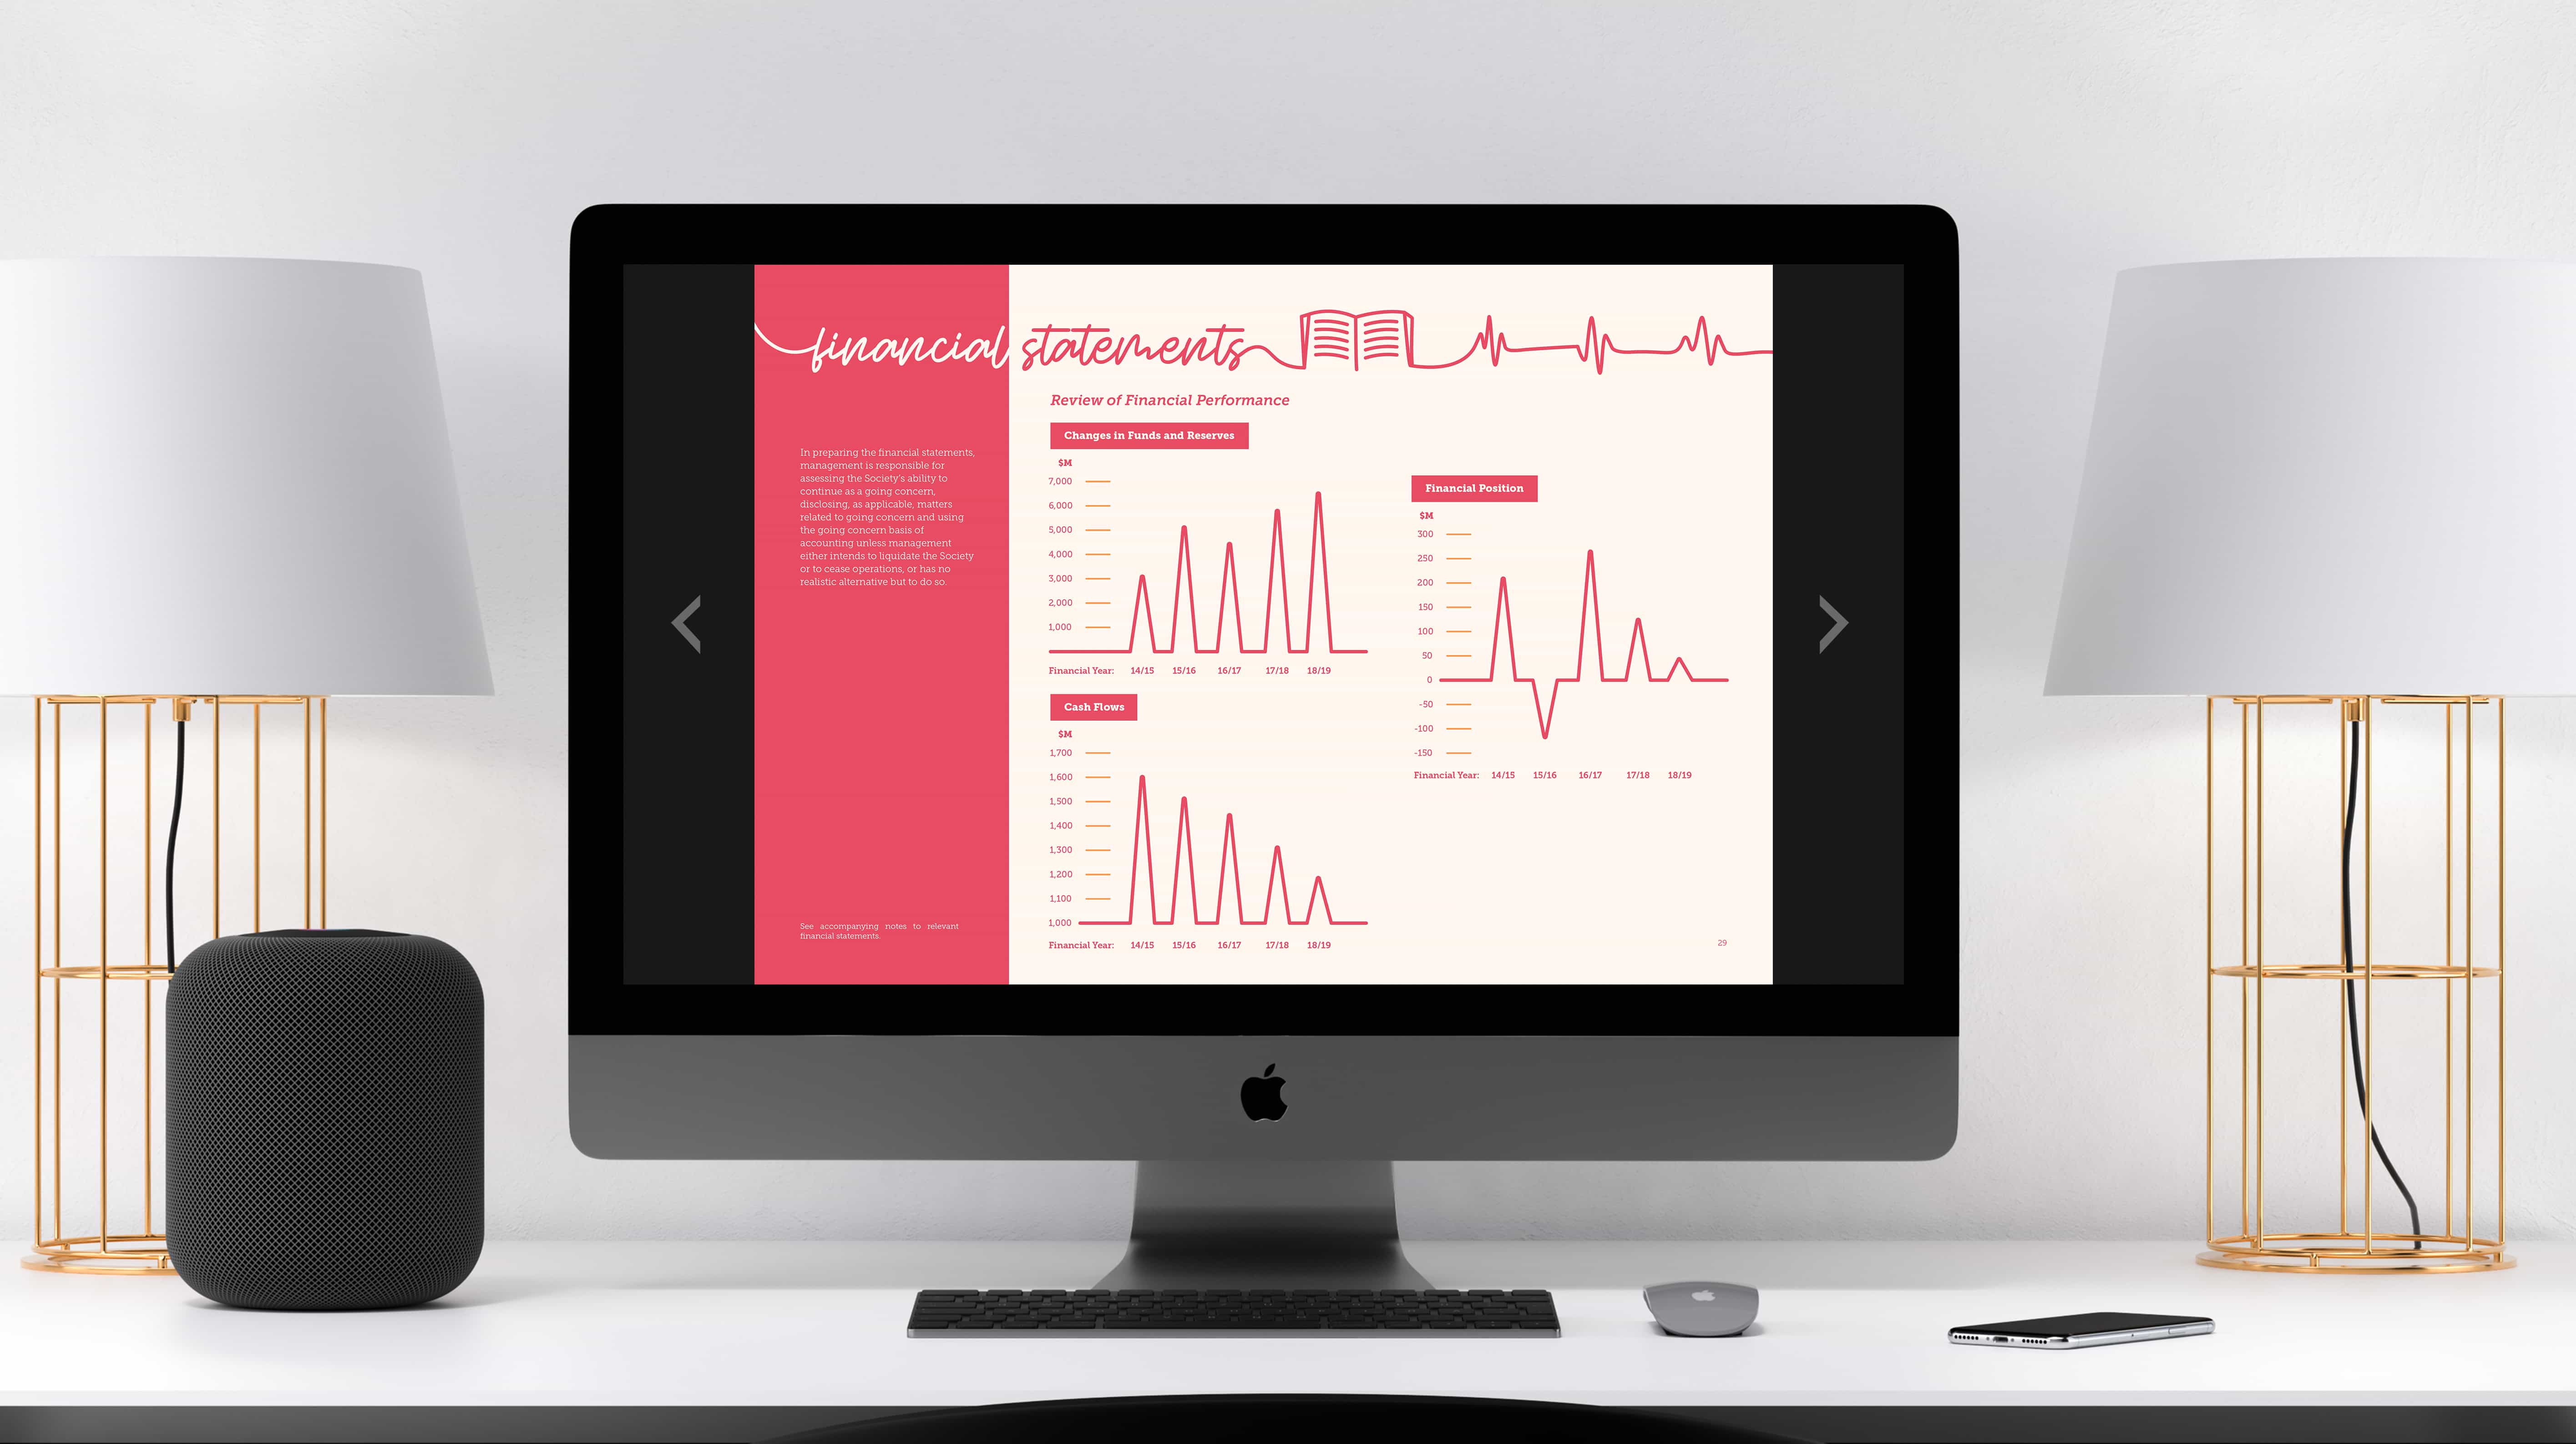 financial statements
In preparing the financial statements,
management is responsible for
assessing the Society's ability to
continue as a going concern,
disclosing, as applicable, matters
related to going concern and using
the going concern basis of
accounting unless management
either intends to liquidate the Society
or to cease operations, or has no
realistic alternative but to do so.
See accompanying notes to relevant
financial statements.
Review of Financial Performance
Changes in Funds and Reserves
$M
7,000
6,000
5,000
4,000
3,000
2,000
1,000
Financial Year: 14/15 15/16 16/17 17/18 18/19
Cash Flows
$M
1,700
1,600
1,500
1,400
1,300
1,200
1,100
1,000
Financial Year: 14/15 15/16 16/17 17/18 18/19
Financial Position
$M
300
250
200
150
100
50
0
-50
-100
-150
Financial Year: 14/15 15/16 16/17 17/18 18/19
29